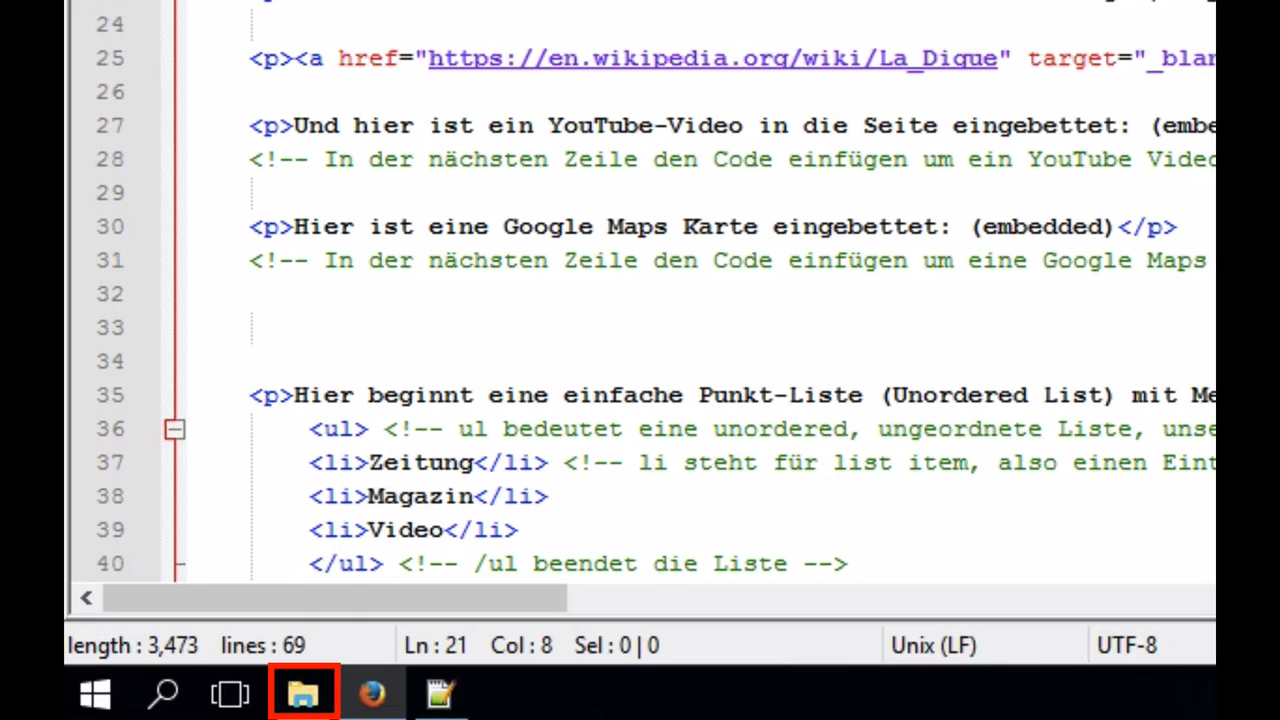 24
25 <p><a href="https://en.wikipedia.org/wiki/La_Digue" target="_blan
26
27 <p>Und hier ist ein YouTube-Video in die Seite eingebettet: (embe
28 <!-- In der nächsten Zeile den Code einfügen um ein YouTube Video
29
30 <p>Hier ist eine Google Maps Karte eingebettet: (embedded)</p>
31 <!-- In der nächsten Zeile den Code einfügen um eine Google Maps
32
33
34
35 <p>Hier beginnt eine einfache Punkt-Liste (Unordered List) mit Me
36 <ul> <!-- ul bedeutet eine unordered, ungeordnete Liste, unse
37 <li>Zeitung</li> <!-- li steht für list item, also einen Eint
38 <li>Magazin</li>
39 <li>Video</li>
40 </ul> <!-- /ul beendet die Liste -->
length : 3,473 lines : 69 Ln : 21 Col : 8 Sel : 0 | 0 Unix (LF) UTF-8